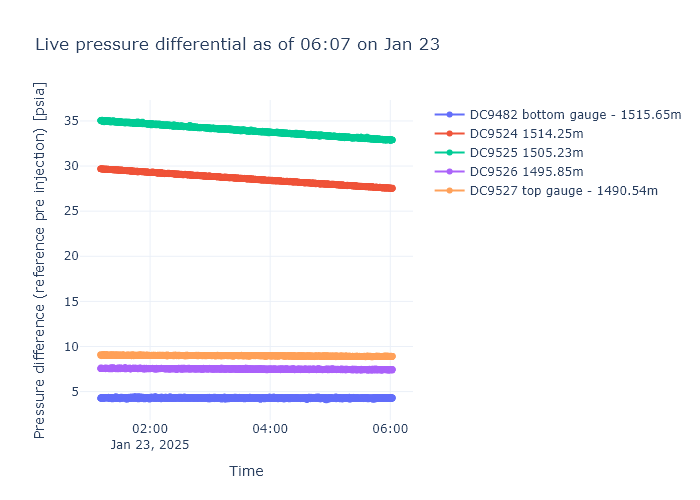 Live pressure differential as of 06:07 on Jan 23
Pressure difference (reference pre injection) [psia]
35
30
25
20
15
10
5
02:00
Jan 23, 2025
04:00
06:00
Time
DC9482 bottom gauge - 1515.65m
DC9524 1514.25m
DC9525 1505.23m
DC9526 1495.85m
DC9527 top gauge - 1490.54m